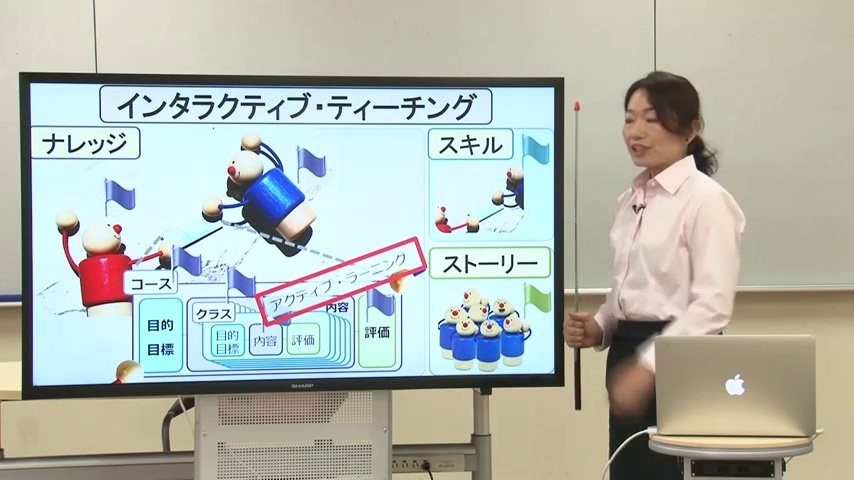 インタラクティブ・ティーチング
ナレッジ
スキル
ストーリー
アクティブ・ラーニング
コース
目的
目標
クラス
目的
目標
内容
評価
内容
評価
SHARP